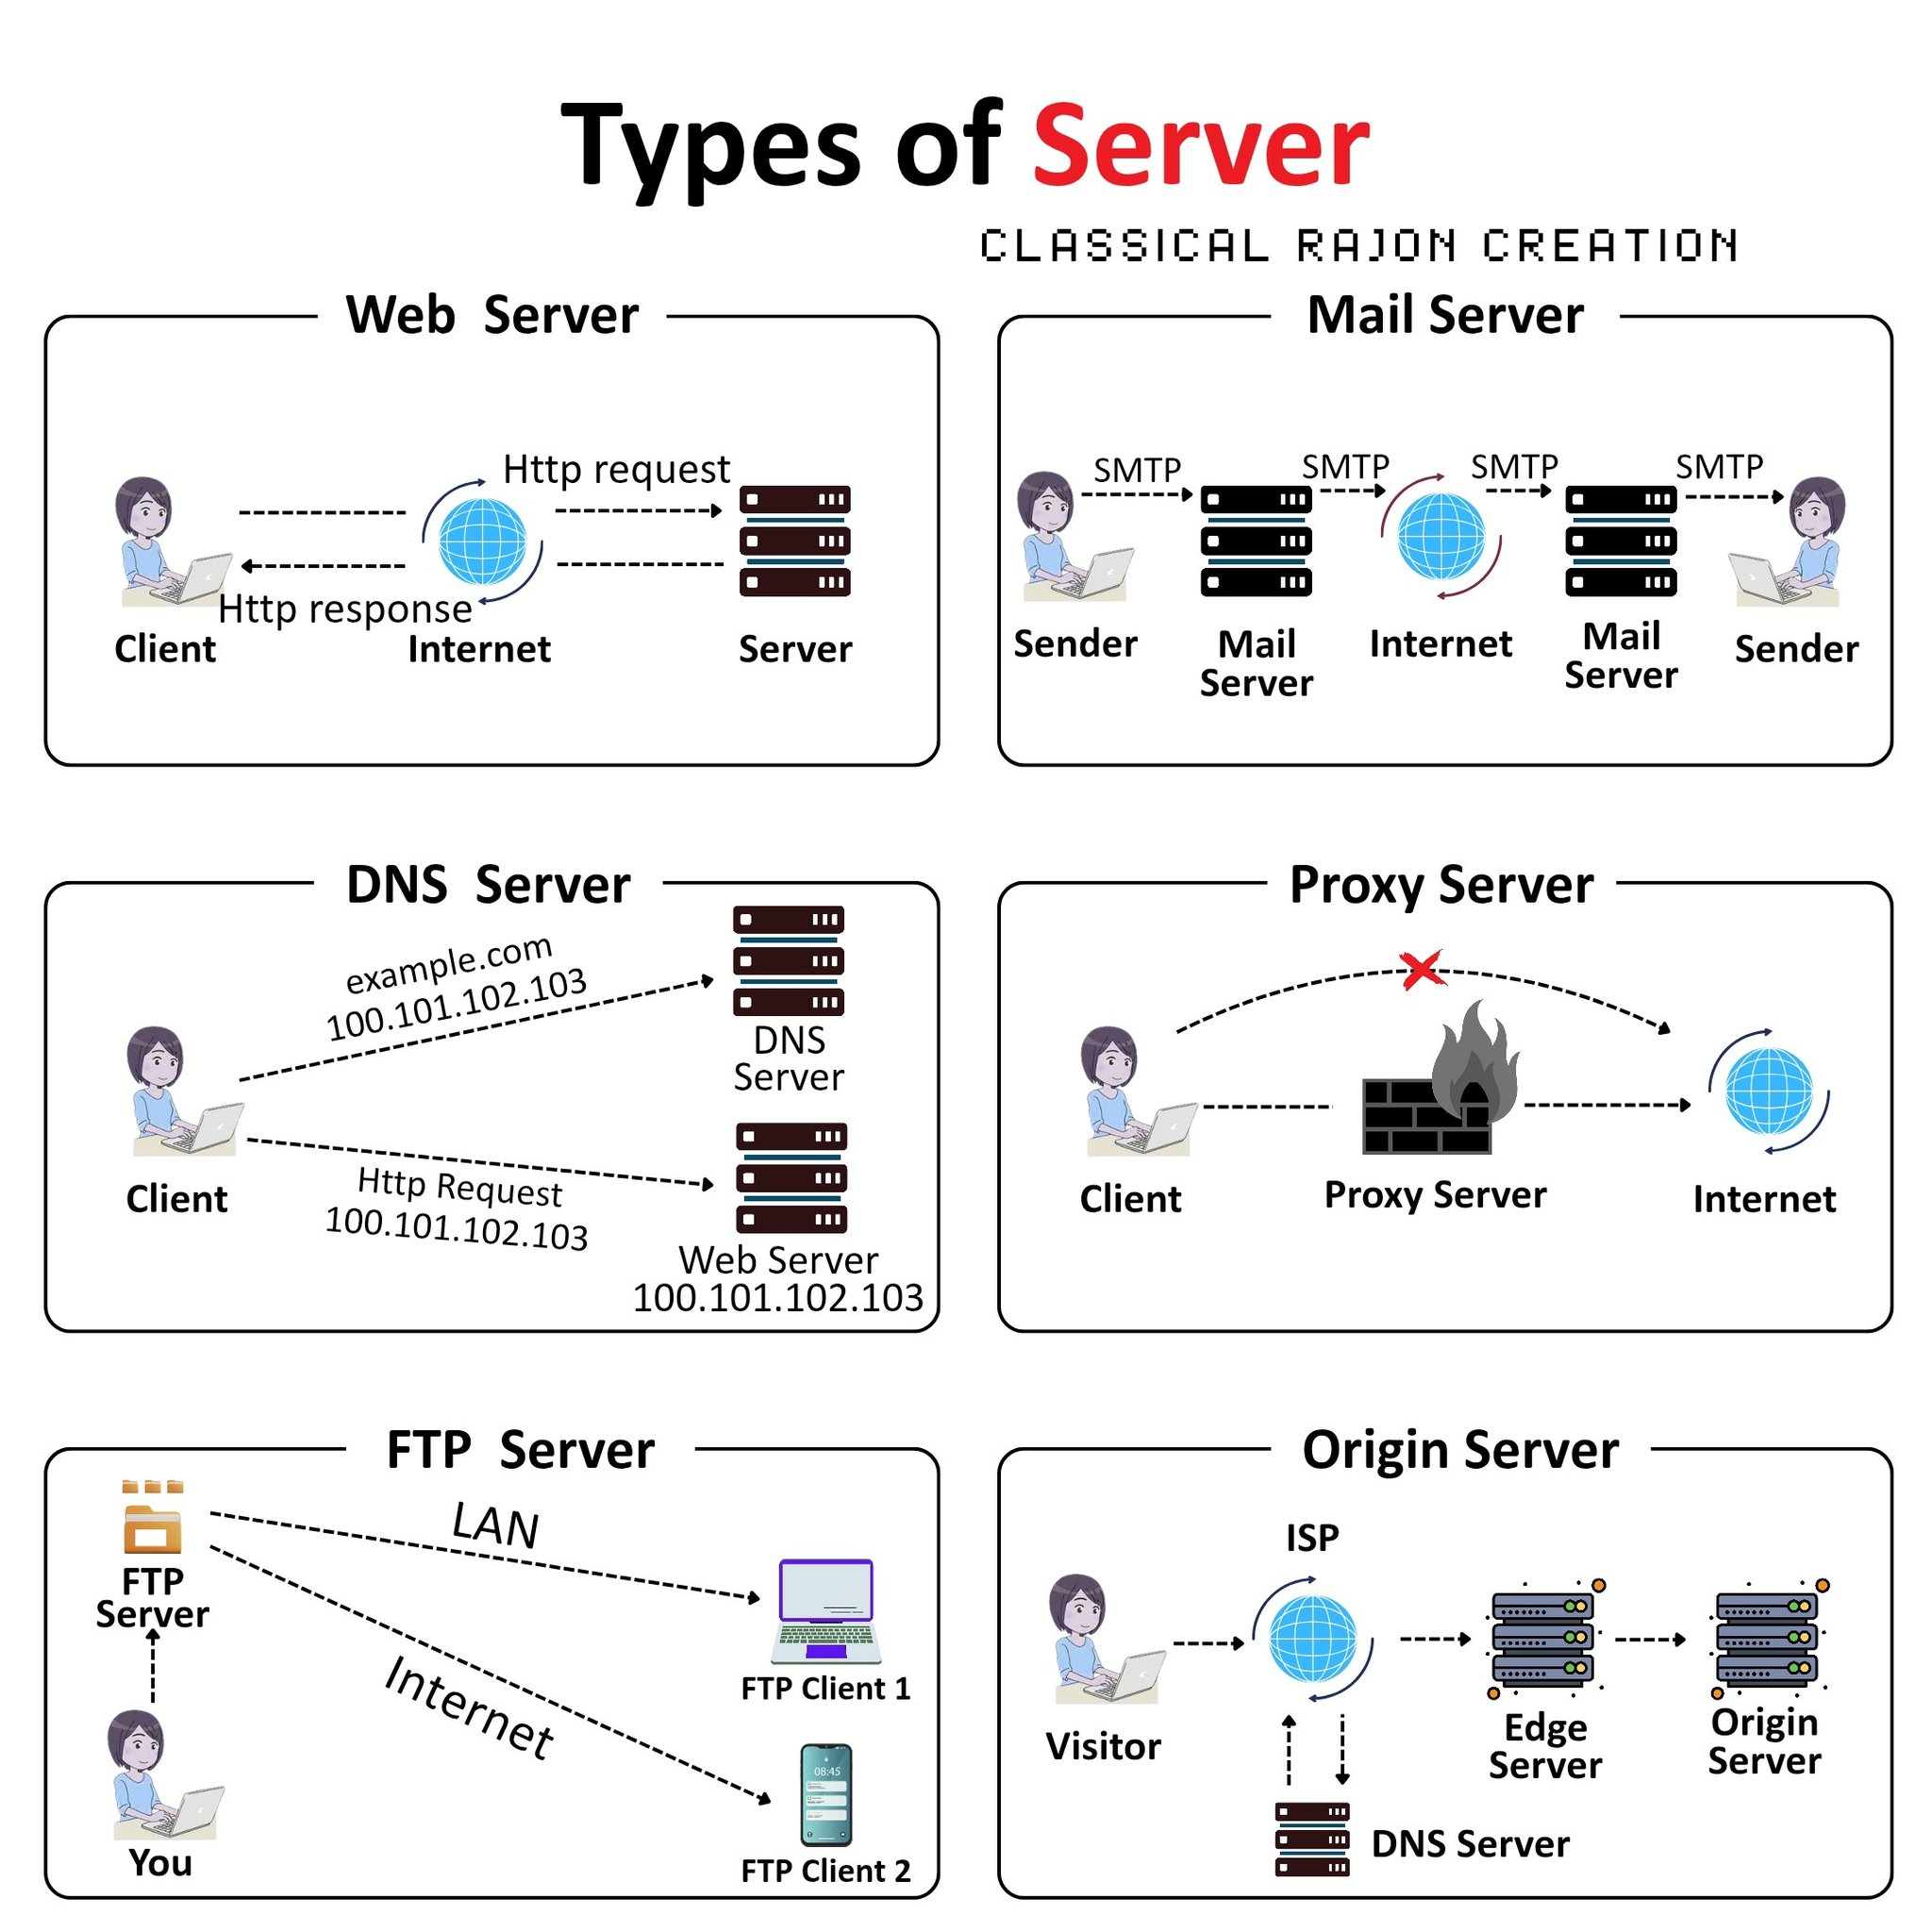 Types of Server
CLASSICAL RAJON CREATION
Web Server
Http request
Http response
Client
Internet
Server
Mail Server
SMTP
SMTP
SMTP
SMTP
Sender
Mail
Server
Internet
Mail
Server
Sender
DNS Server
example.com
100.101.102.103
DNS
Server
Client
Http Request
100.101.102.103
Web Server
100.101.102.103
Proxy Server
Client
Proxy Server
Internet
FTP Server
LAN
FTP
Server
Internet
FTP Client 1
08:45
You
FTP Client 2
Origin Server
ISP
Visitor
Edge
Server
Origin
Server
DNS Server